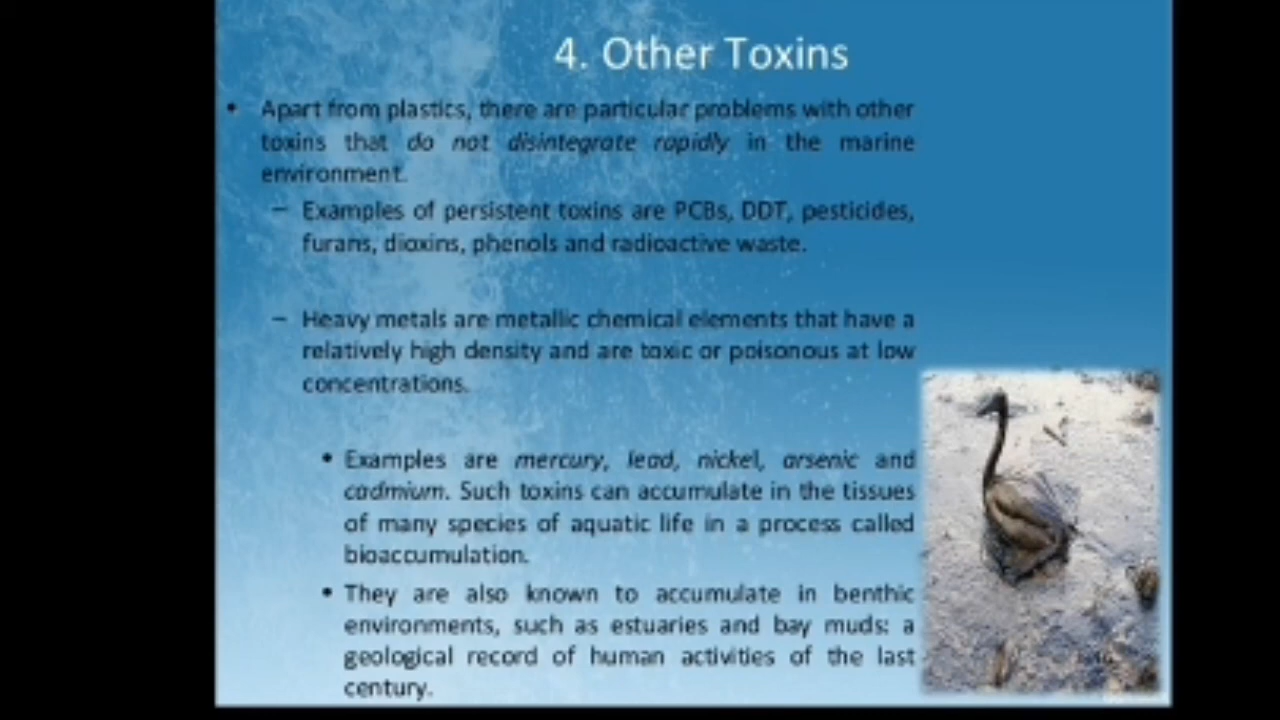 4. Other Toxins
• Apart from plastics, there are particular problems with other
toxins that do not disintegrate rapidly in the marine
environment.
– Examples of persistent toxins are PCBs, DDT, pesticides,
furans, dioxins, phenols and radioactive waste.
– Heavy metals are metallic chemical elements that have a
relatively high density and are toxic or poisonous at low
concentrations.
• Examples are mercury, lead, nickel, arsenic and
cadmium. Such toxins can accumulate in the tissues
of many species of aquatic life in a process called
bioaccumulation.
• They are also known to accumulate in benthic
environments, such as estuaries and bay muds: a
geological record of human activities of the last
century.